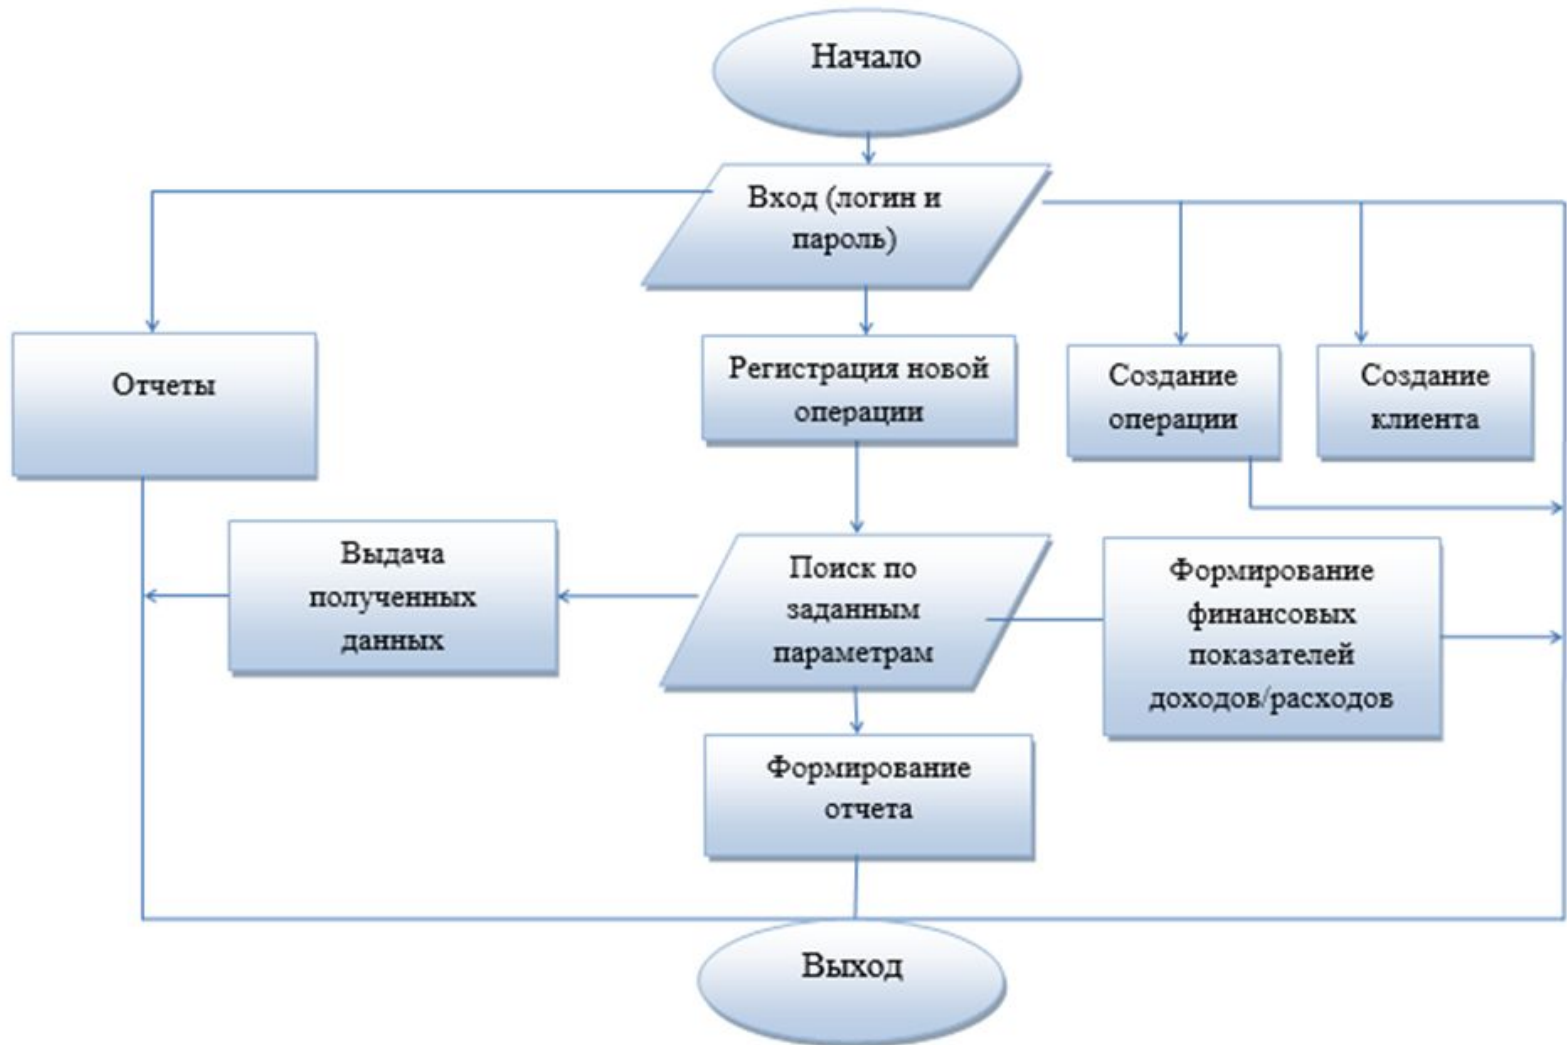 Начало
Вход (логин и
пароль)
Отчеты
Регистрация новой
операции
Создание
операции
Создание
клиента
Выдача
полученных
данных
Поиск по
заданным
параметрам
Формирование
финансовых
показателей
доходов/расходов
Формирование
отчета
Выход